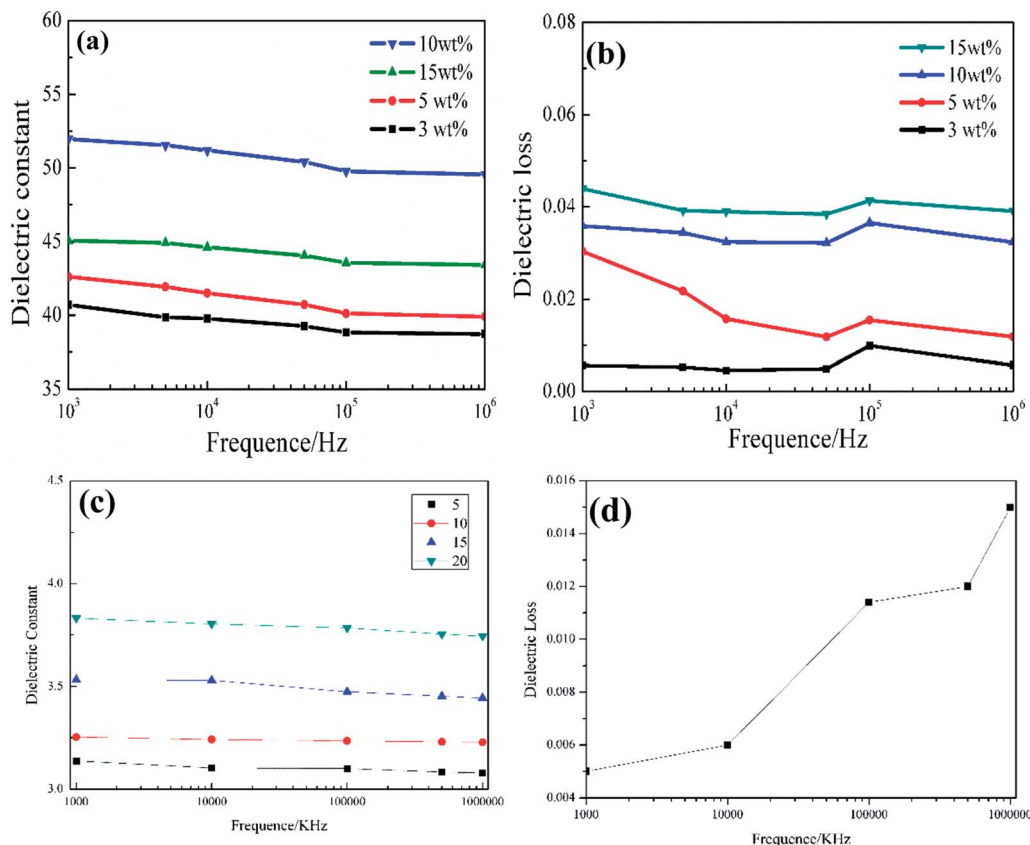 (a)
10wt%
15wt%
5 wt%
3 wt%
Dielectric constant
60
55
50
45
40
35
10³ 10⁴ 10⁵ 10⁶
Frequence/Hz
(b)
15wt%
10wt%
5 wt%
3 wt%
Dielectric loss
0.08
0.06
0.04
0.02
0.00
10³ 10⁴ 10⁵ 10⁶
Frequence/Hz
(c)
5
10
15
20
Dielectric Constant
4.5
4.0
3.5
3.0
1000 10000 100000 1000000
Frequence/KHz
(d)
Dielectric Loss
0.016
0.014
0.012
0.010
0.008
0.006
0.004
1000 10000 100000 1000000
Frequence/KHz